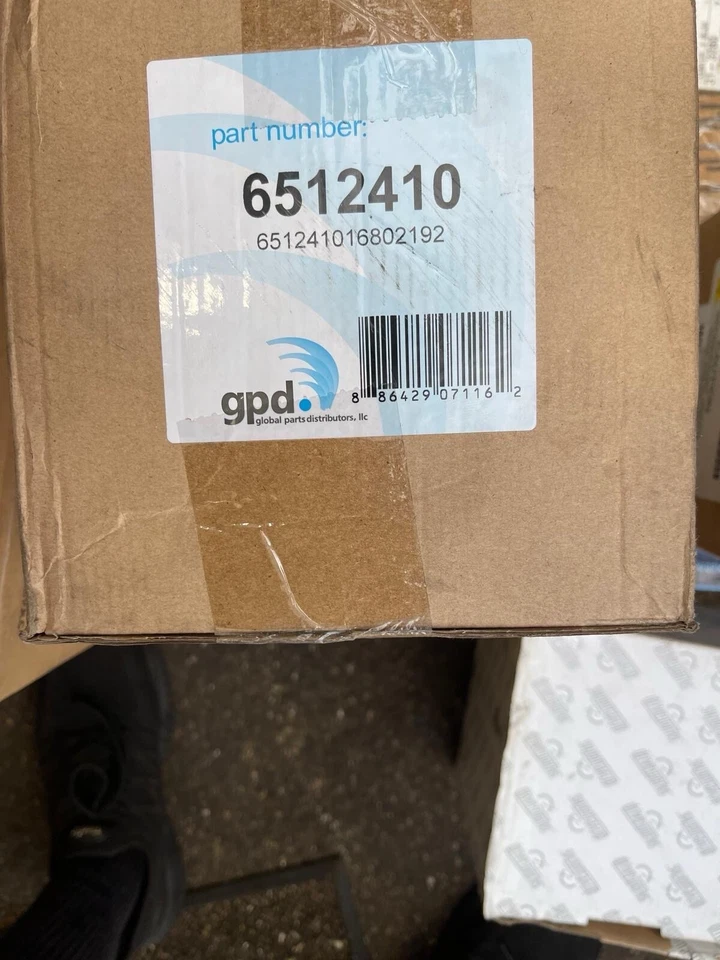 part number:
6512410
651241016802192
8 86429 07116 2
gpd.
global parts distributors, llc